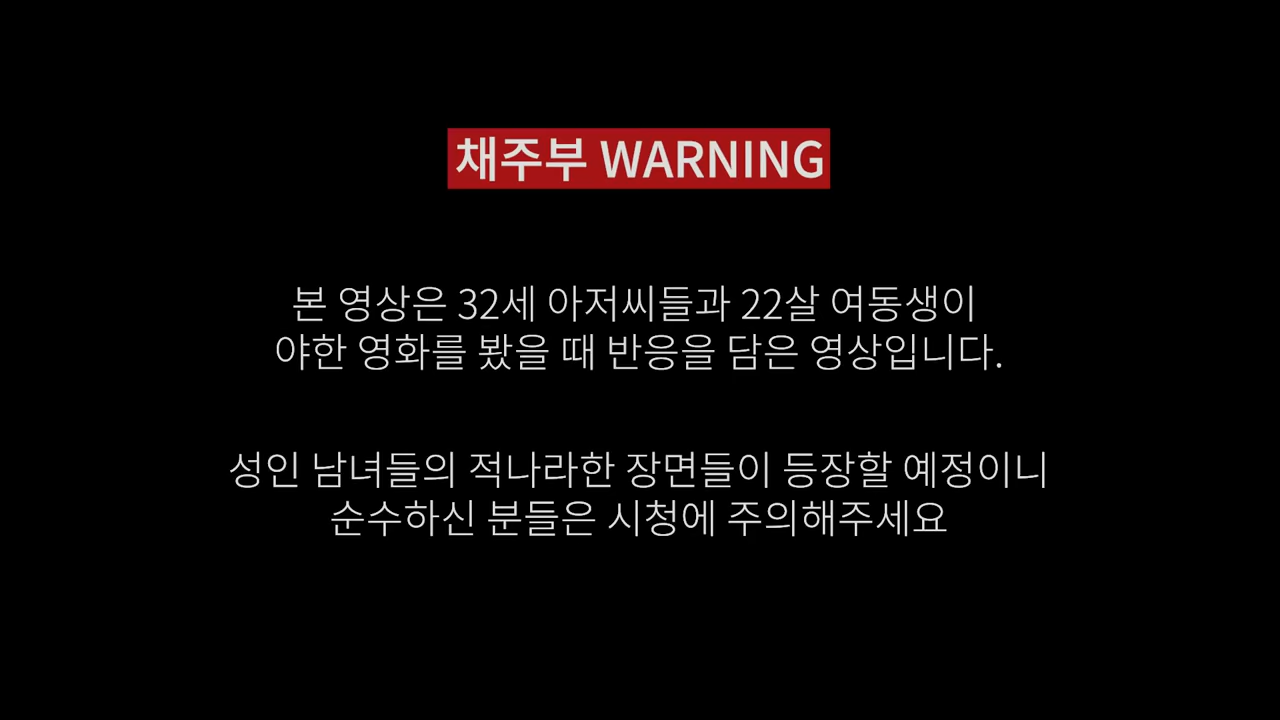 채주부 WARNING
본 영상은 32세 아저씨들과 22살 여동생이
야한 영화를 봤을 때 반응을 담은 영상입니다.
성인 남녀들의 적나라한 장면들이 등장할 예정이니
순수하신 분들은 시청에 주의해주세요